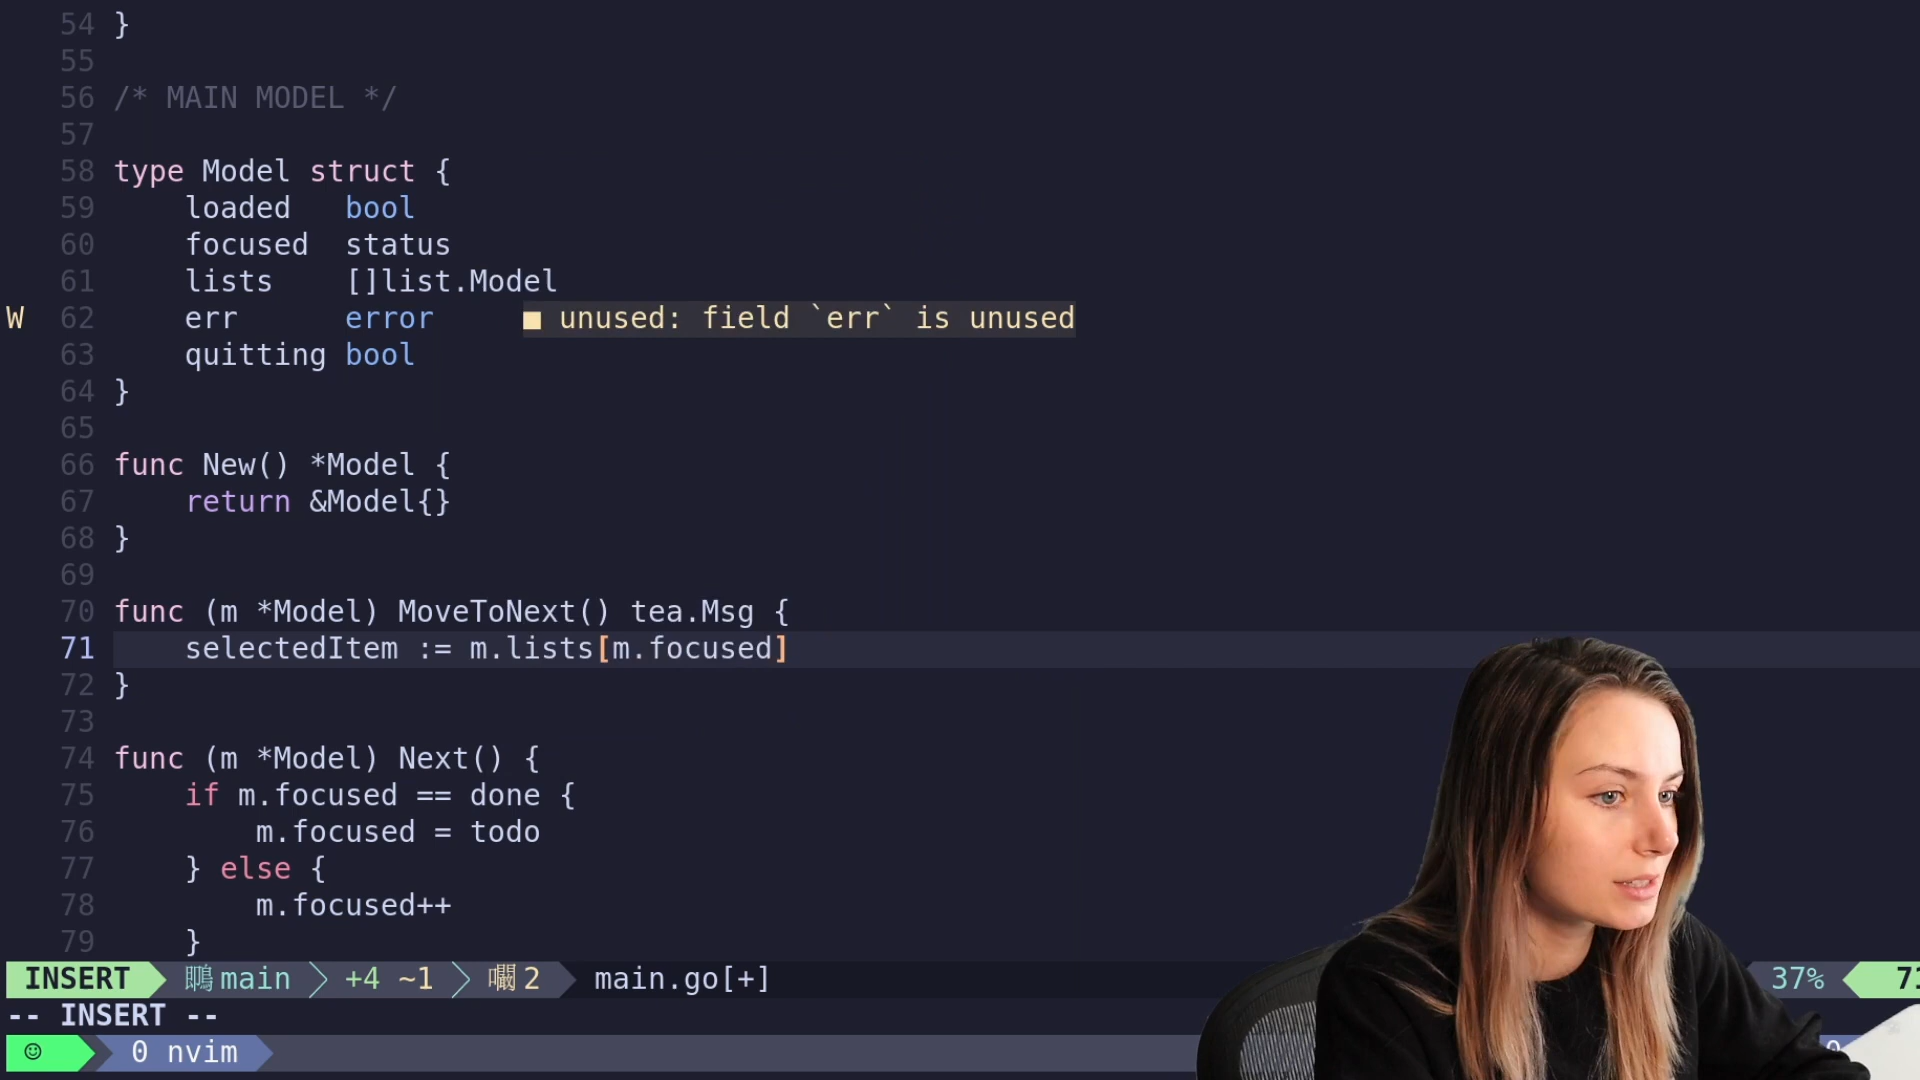 54 }
55
56 /* MAIN MODEL */
57
58 type Model struct {
59     loaded   bool
60     focused  status
61     lists    []list.Model
W 62     err      error     ■ unused: field `err` is unused
63     quitting bool
64 }
65
66 func New() *Model {
67     return &Model{}
68 }
69
70 func (m *Model) MoveToNext() tea.Msg {
71     selectedItem := m.lists[m.focused]
72 }
73
74 func (m *Model) Next() {
75     if m.focused == done {
76         m.focused = todo
77     } else {
78         m.focused++
79     }
INSERT main +4 ~1 2 main.go[+] 37%
-- INSERT --
☺ 0 nvim